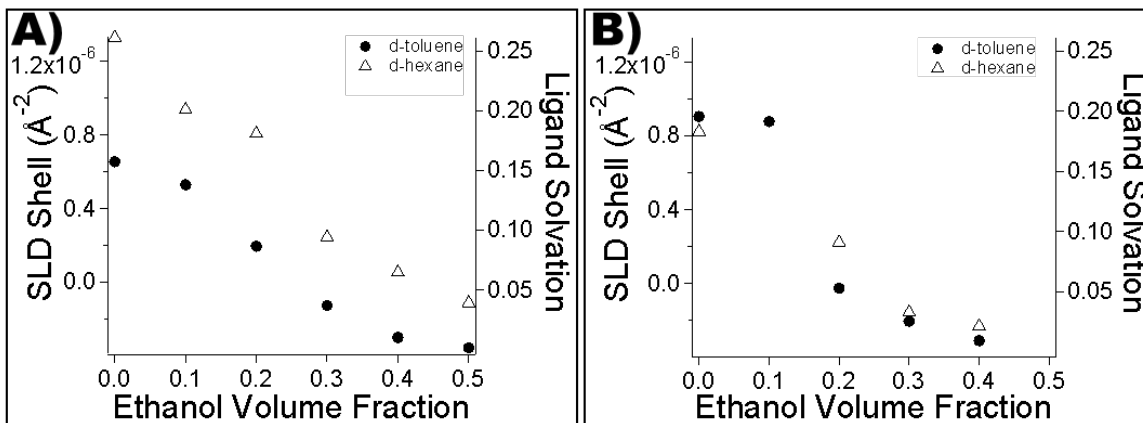 A)
1.2x10^-6
0.8
0.4
0.0
SLD Shell (Å^-2)
d-toluene
d-hexane
0.25
0.20
0.15
0.10
0.05
Ligand Solvation
0.0 0.1 0.2 0.3 0.4 0.5
Ethanol Volume Fraction
B)
1.2x10^-6
0.8
0.4
0.0
SLD Shell (Å^-2)
d-toluene
d-hexane
0.25
0.20
0.15
0.10
0.05
Ligand Solvation
0.0 0.1 0.2 0.3 0.4 0.5
Ethanol Volume Fraction